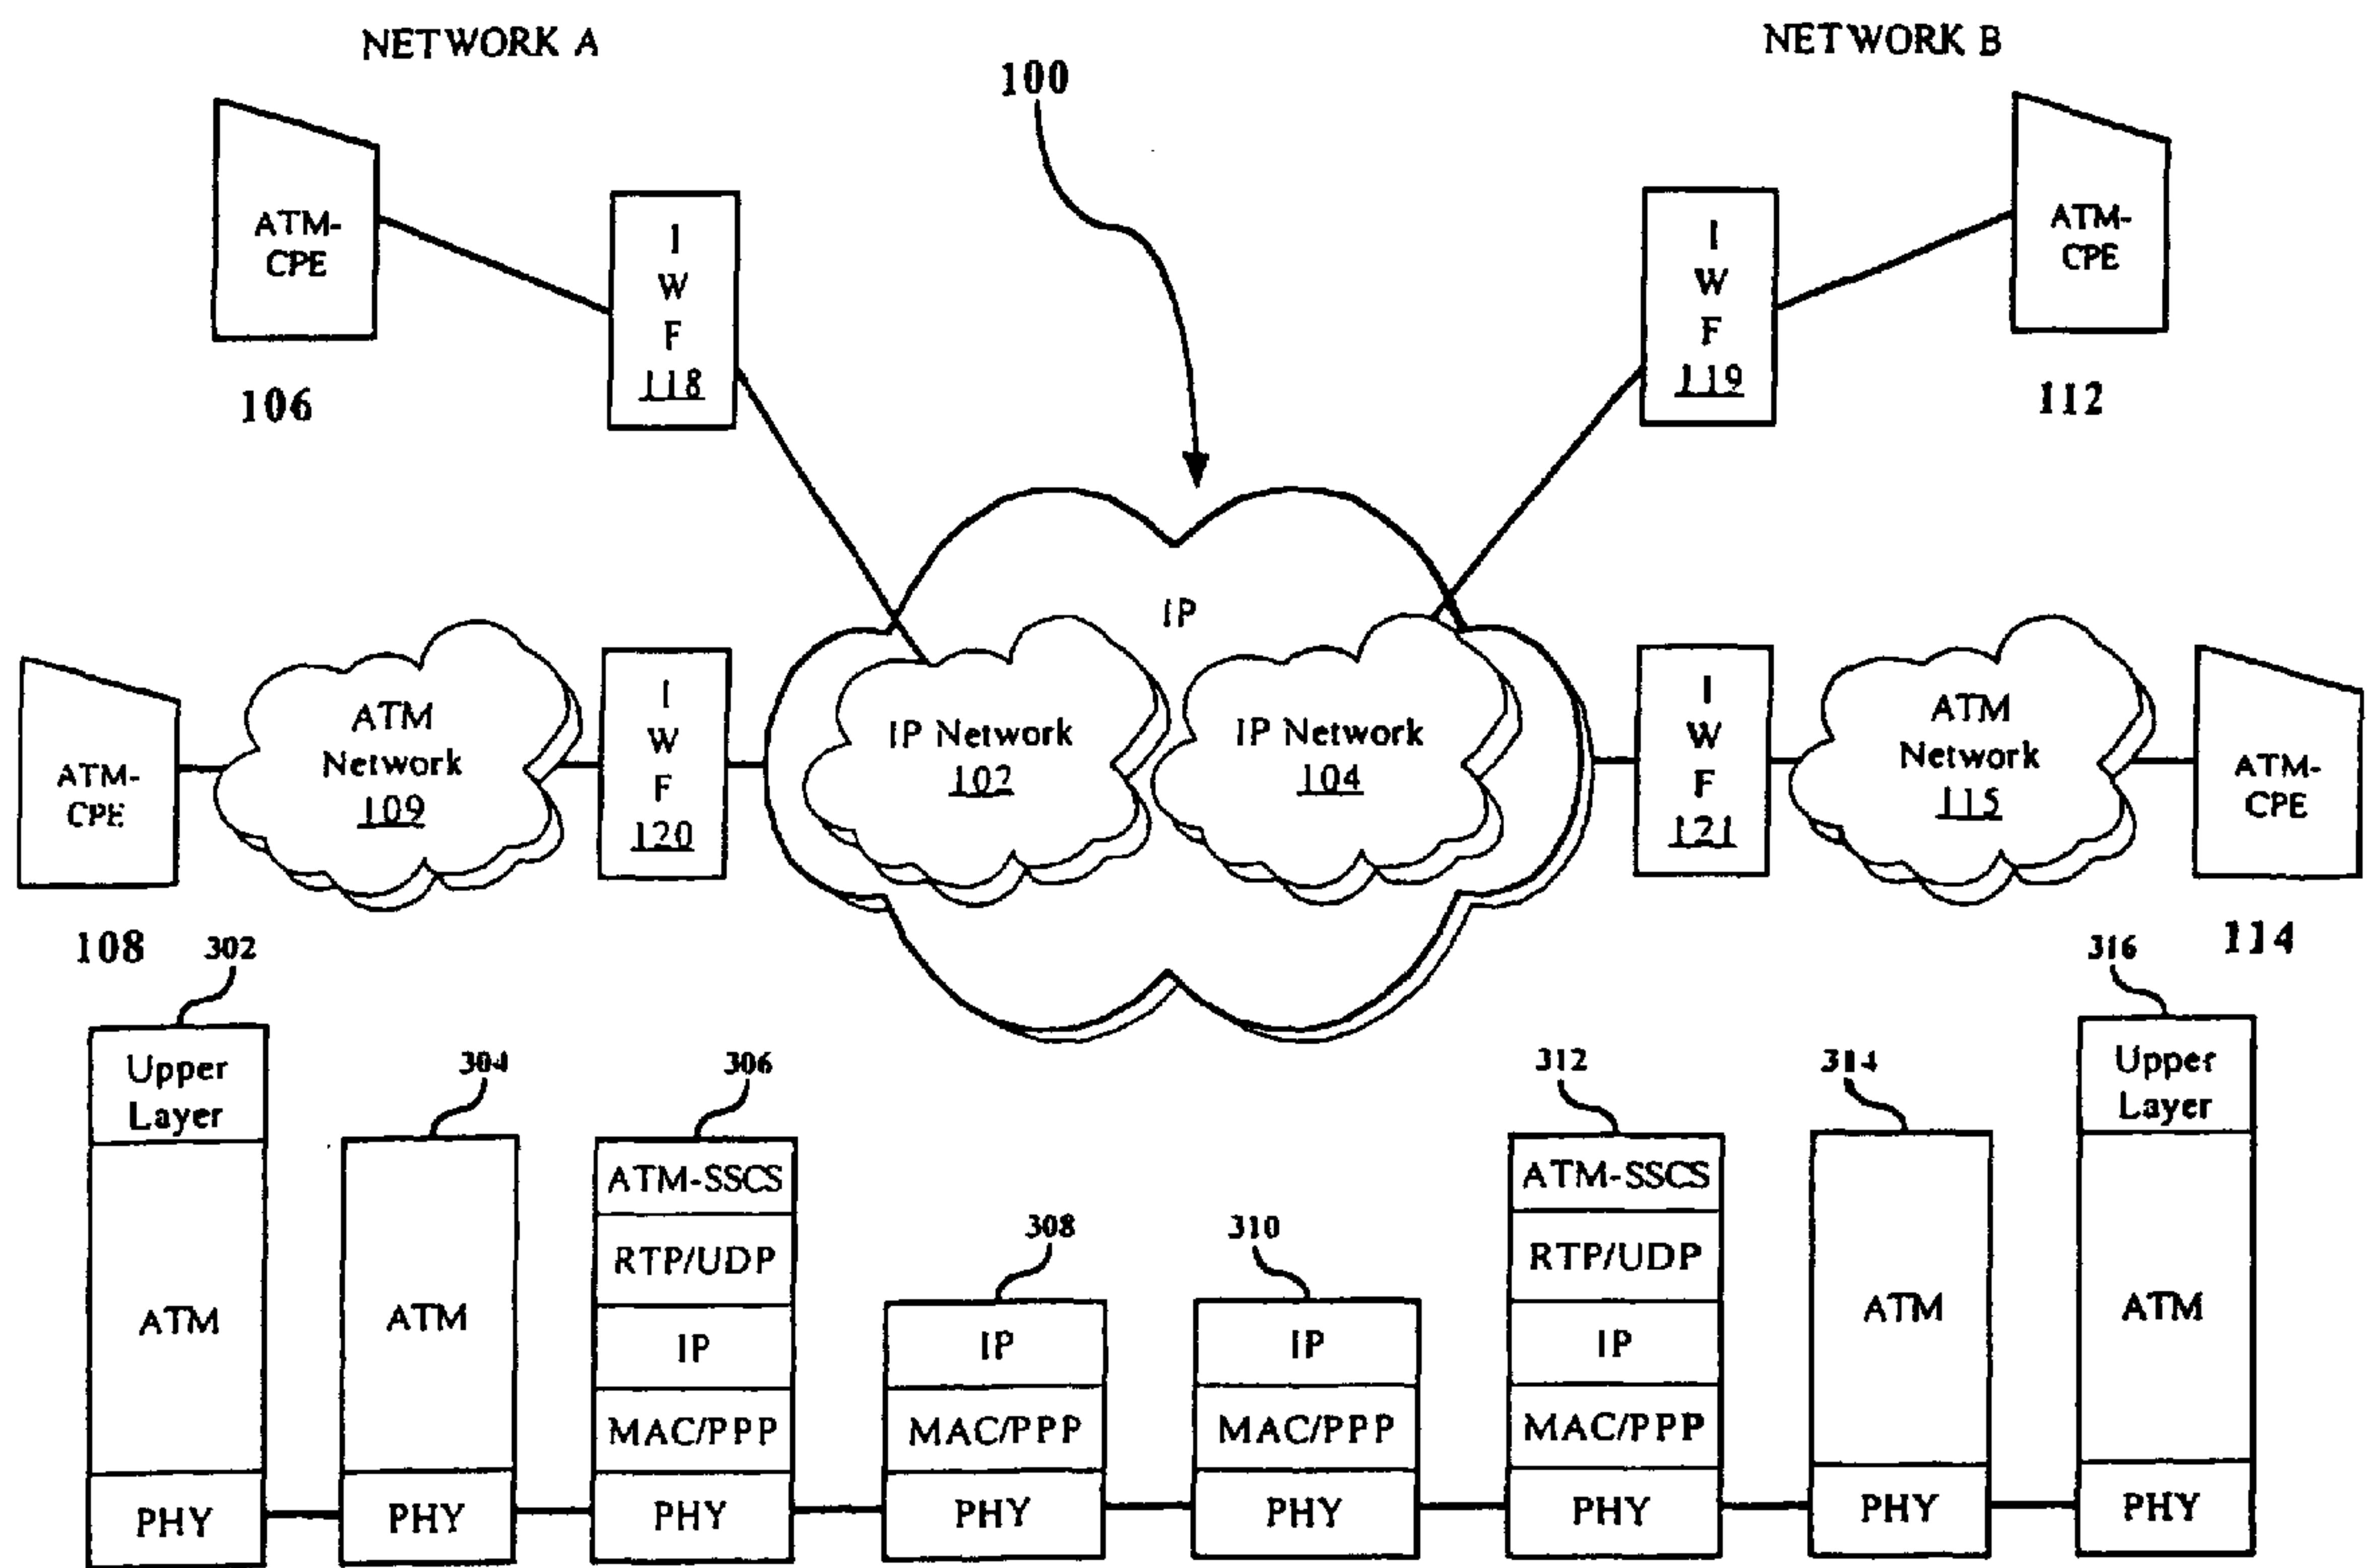 NETWORK A
NETWORK B
100
ATM-
CPE
106
I
W
F
118
I
W
F
119
ATM-
CPE
112
IP
ATM-
CPE
108
ATM
Network
109
I
W
F
120
IP Network
102
IP Network
104
I
W
F
121
ATM
Network
115
ATM-
CPE
114
302
Upper
Layer
ATM
PHY
304
ATM
PHY
306
ATM-SSCS
RTP/UDP
IP
MAC/PPP
PHY
308
IP
MAC/PPP
PHY
310
IP
MAC/PPP
PHY
312
ATM-SSCS
RTP/UDP
IP
MAC/PPP
PHY
314
ATM
PHY
316
Upper
Layer
ATM
PHY